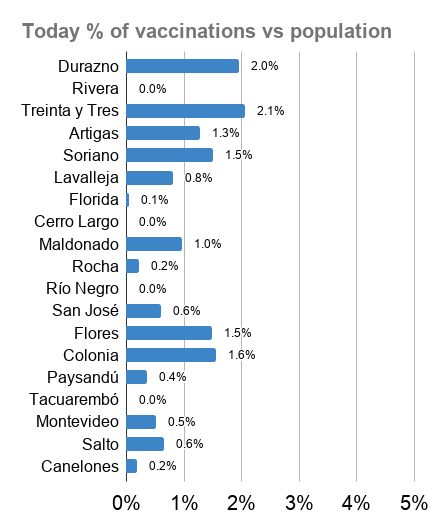 Today % of vaccinations vs population
Durazno 2.0%
Rivera 0.0%
Treinta y Tres 2.1%
Artigas 1.3%
Soriano 1.5%
Lavalleja 0.8%
Florida 0.1%
Cerro Largo 0.0%
Maldonado 1.0%
Rocha 0.2%
Río Negro 0.0%
San José 0.6%
Flores 1.5%
Colonia 1.6%
Paysandú 0.4%
Tacuarembó 0.0%
Montevideo 0.5%
Salto 0.6%
Canelones 0.2%
0% 1% 2% 3% 4% 5%